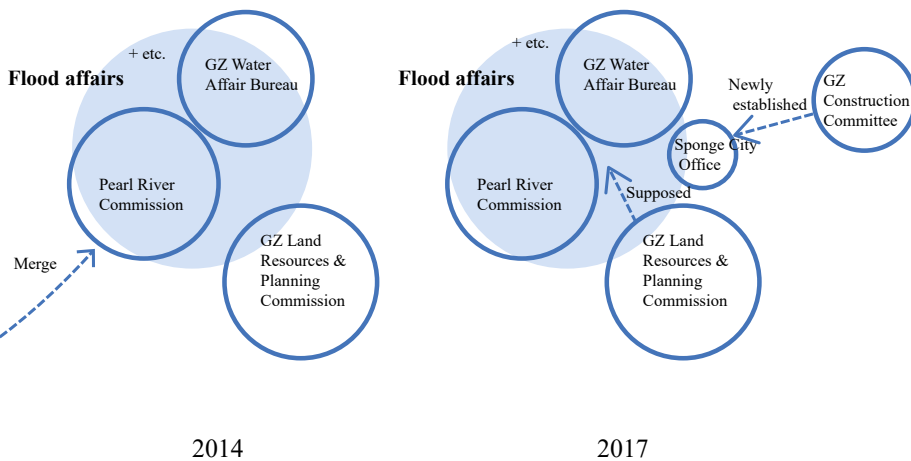 + etc.
GZ Water
Affair Bureau
Flood affairs
Pearl River
Commission
GZ Land
Resources &
Planning
Commission
Merge
2014
+ etc.
GZ Water
Affair Bureau
Flood affairs
Newly
established
GZ
Construction
Committee
Sponge City
Office
Pearl River
Commission
Supposed
GZ Land
Resources &
Planning
Commission
2017